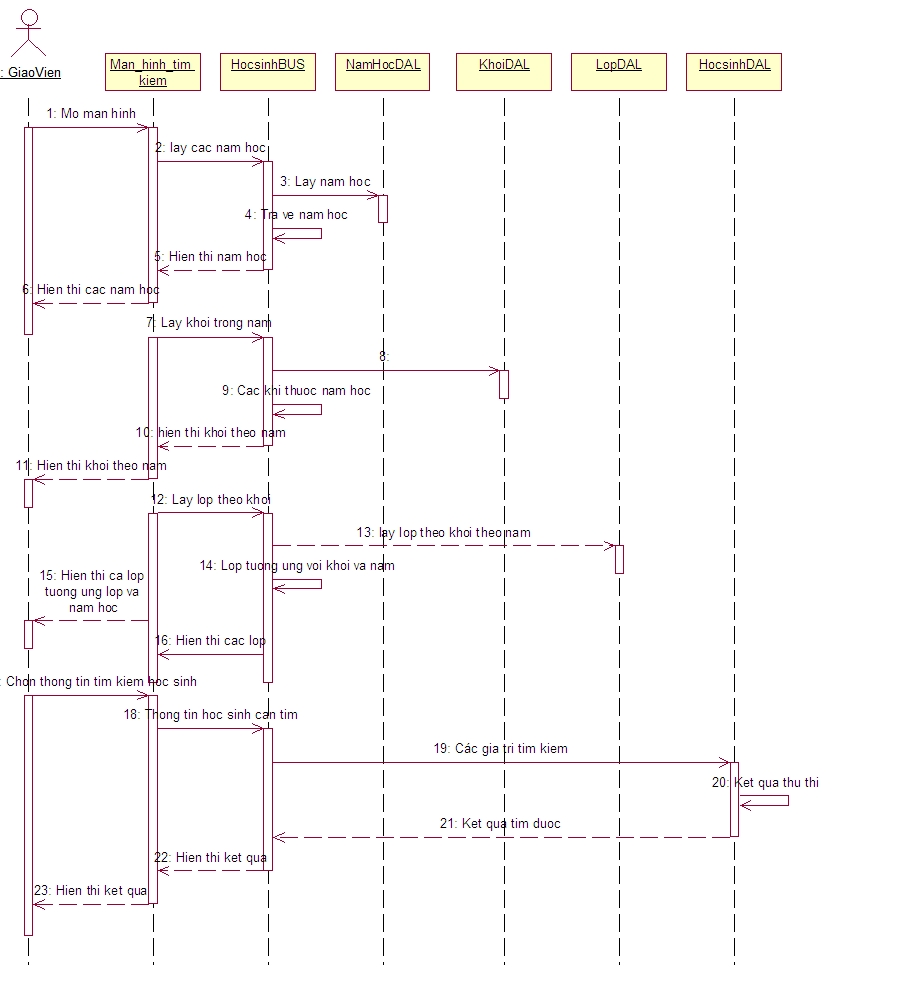 : GiaoVien
Man_hinh_tim
kiem
HocsinhBUS
NamHocDAL
KhoiDAL
LopDAL
HocsinhDAL
1: Mo man hinh
2: lay cac nam hoc
3: Lay nam hoc
4: Tra ve nam hoc
5: Hien thi nam hoc
6: Hien thi cac nam hoc
7: Lay khoi trong nam
8:
9: Cac khi thuoc nam hoc
10: hien thi khoi theo nam
11: Hien thi khoi theo nam
12: Lay lop theo khoi
13: lay lop theo khoi theo nam
14: Lop tuong ung voi khoi va nam
15: Hien thi ca lop
tuong ung lop va
nam hoc
16: Hien thi cac lop
: Chon thong tin tim kiem hoc sinh
18: Thong tin hoc sinh can tim
19: Các gia tri tim kiem
20: Ket qua thu thi
21: Ket qua tim duoc
22: Hien thi ket qua
23: Hien thi ket qua